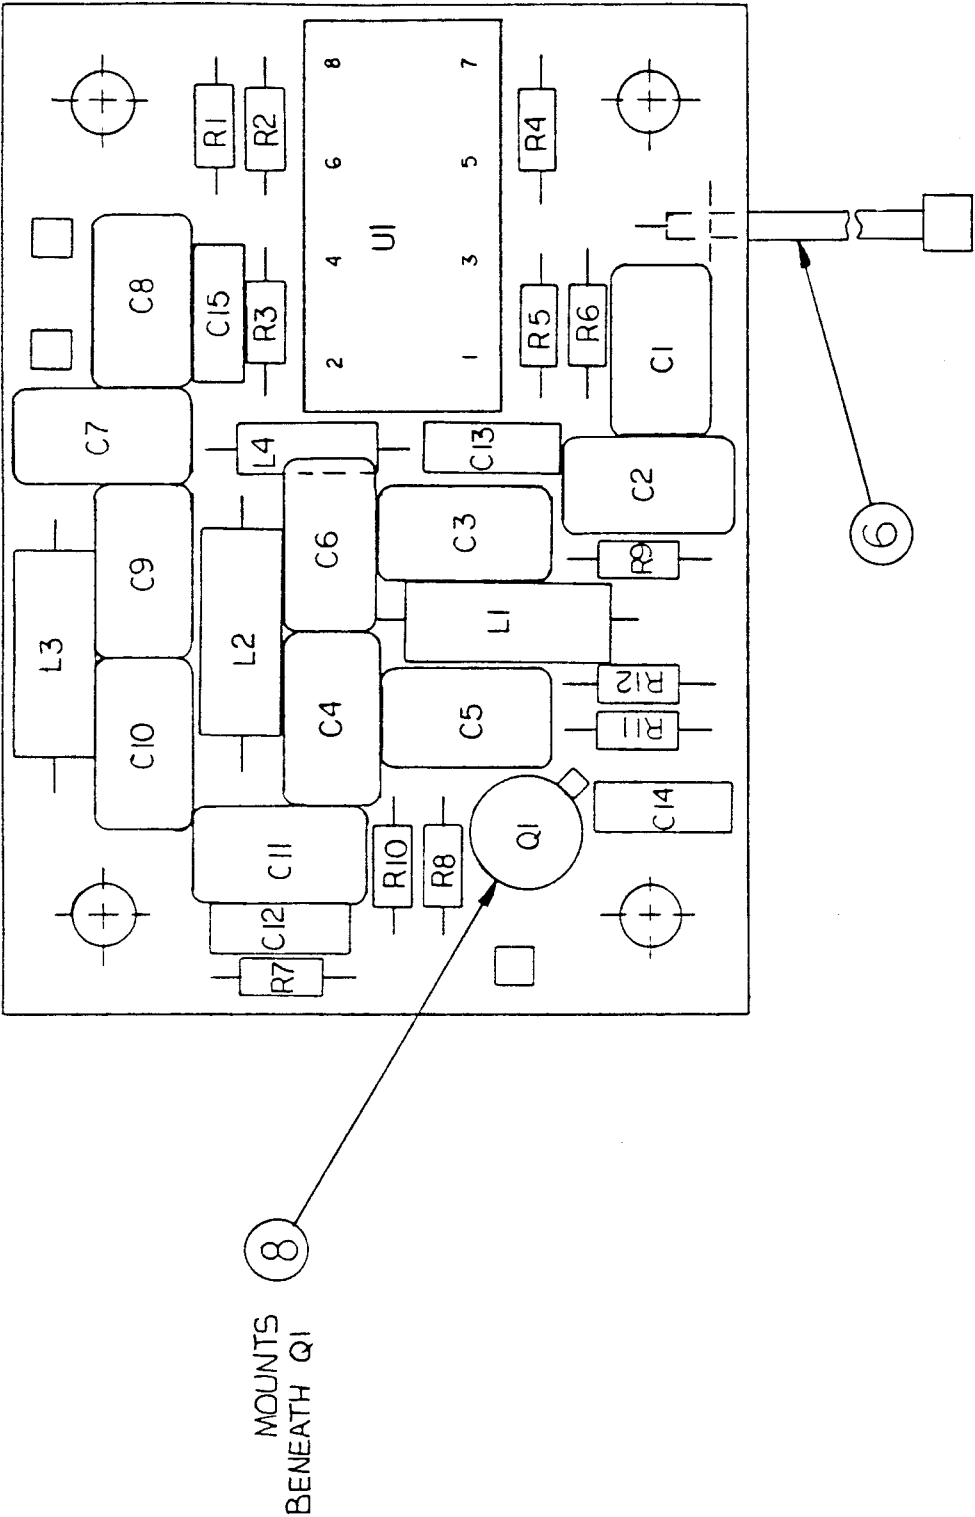 L3
C7
C10
C9
C8
C15
R1
L2
L4
R3
R2
MOUNTS
BENEATH Q1
8
R7
C12
C11
C4
C6
2
4
6
8
U1
R10
R8
C5
C3
C13
1
3
5
7
L1
Q1
R5
R4
R6
R11
R12
R9
C2
C14
C1
6